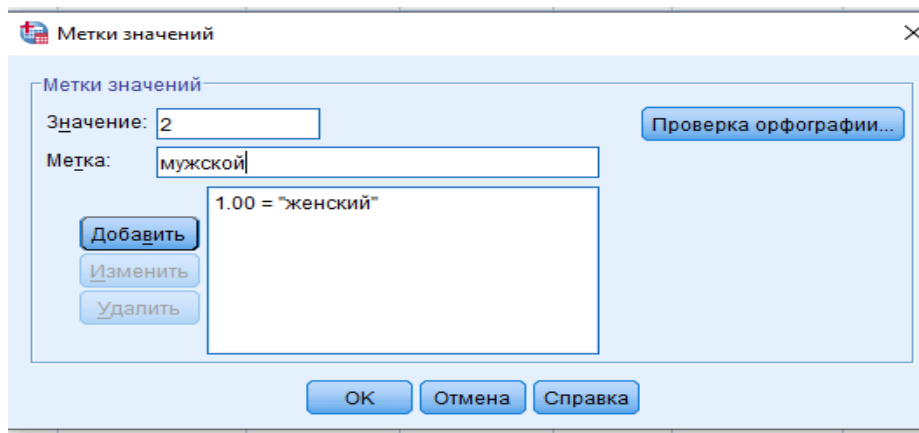 Метки значений
Метки значений
Значение: 2
Проверка орфографии...
Метка: мужской
1.00 = "женский"
Добавить
Изменить
Удалить
OK Отмена Справка